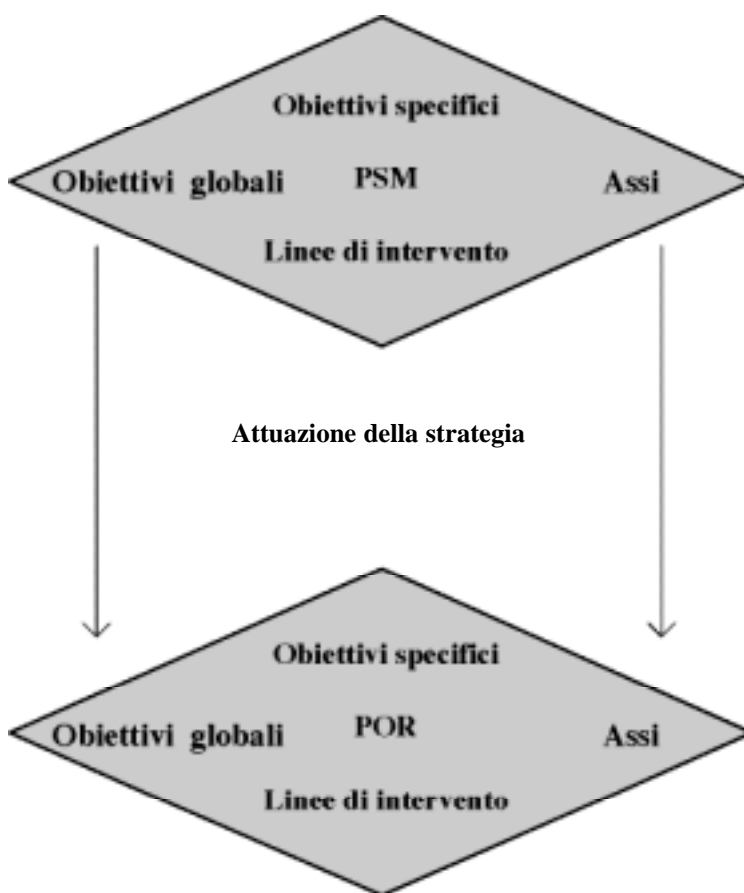 Obiettivi specifici
Obiettivi globali PSM Assi
Linee di intervento
Attuazione della strategia
Obiettivi specifici
Obiettivi globali POR Assi
Linee di intervento